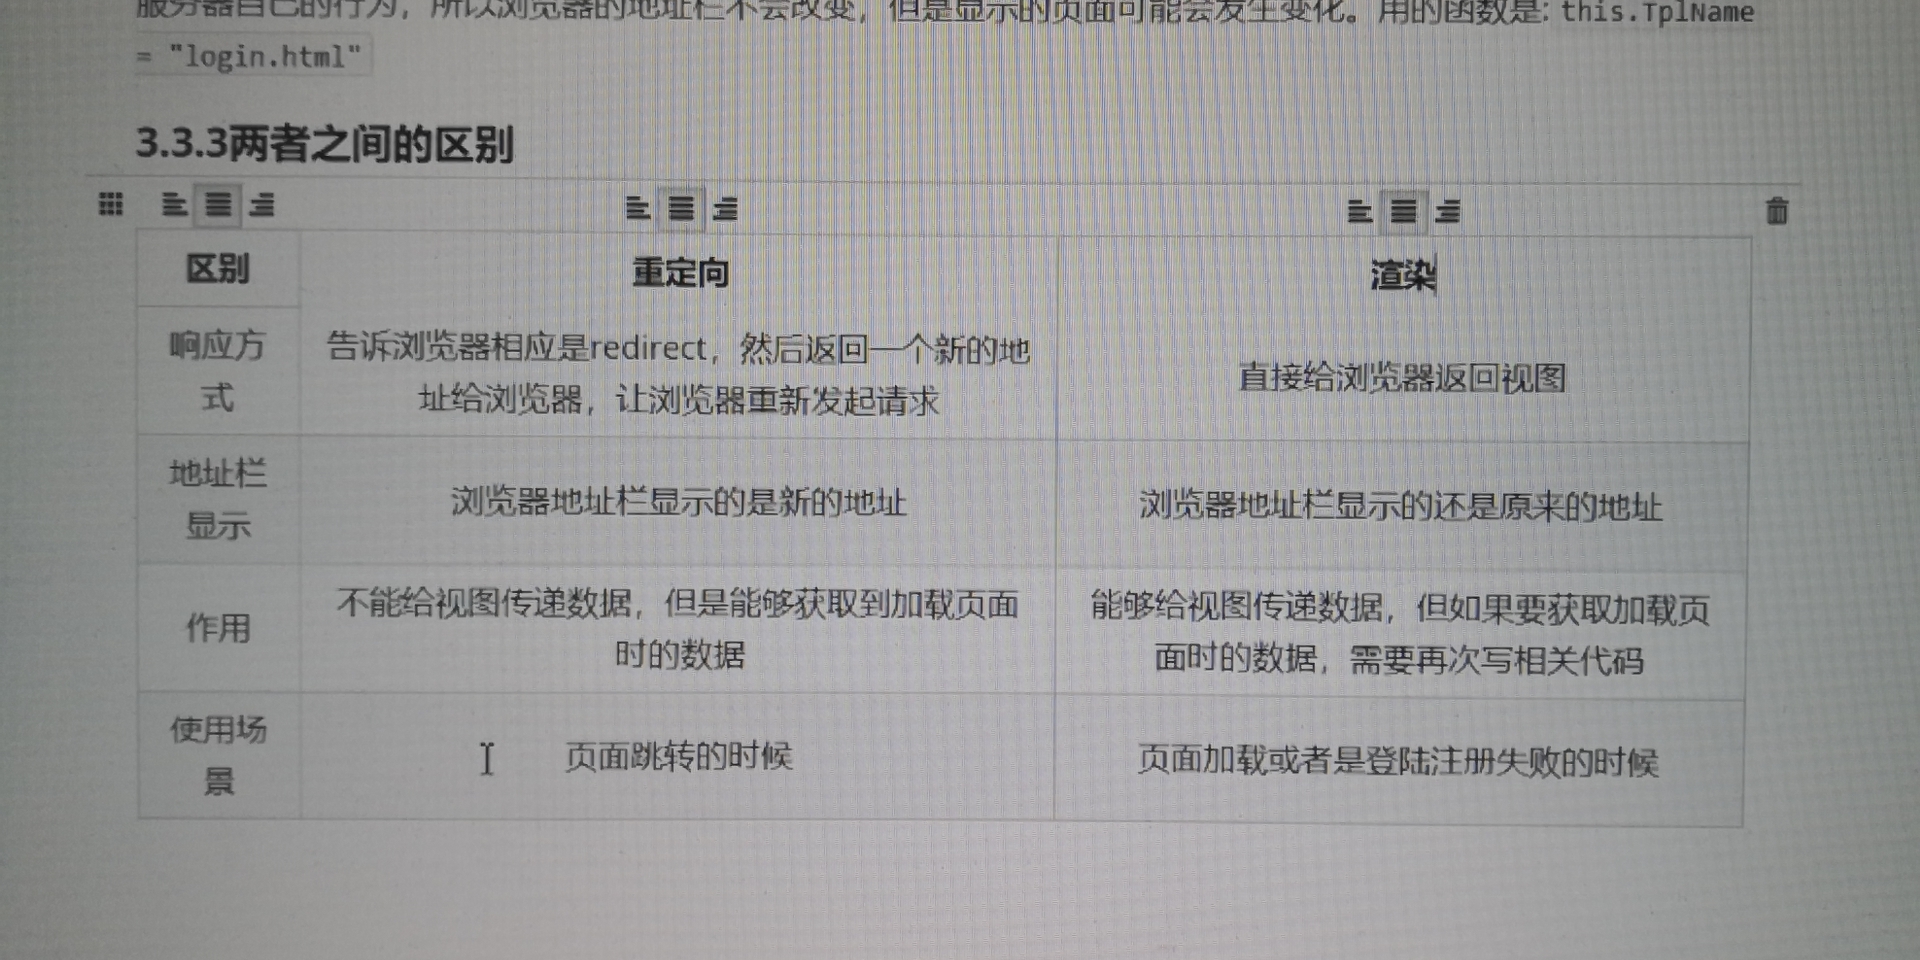 服务器自己的行为，所以浏览器的地址栏不会改变，但是显示的页面可能会发生变化。用的函数是: this.TplName
= "login.html"
3.3.3两者之间的区别
区别 重定向 渲染
响应方
式
告诉浏览器相应是redirect，然后返回一个新的地
址给浏览器，让浏览器重新发起请求
直接给浏览器返回视图
地址栏
显示
浏览器地址栏显示的是新的地址
浏览器地址栏显示的还是原来的地址
作用
不能给视图传递数据，但是能够获取到加载页面
时的数据
能够给视图传递数据，但如果要获取加载页
面时的数据，需要再次写相关代码
使用场
景
页面跳转的时候
页面加载或者是登陆注册失败的时候